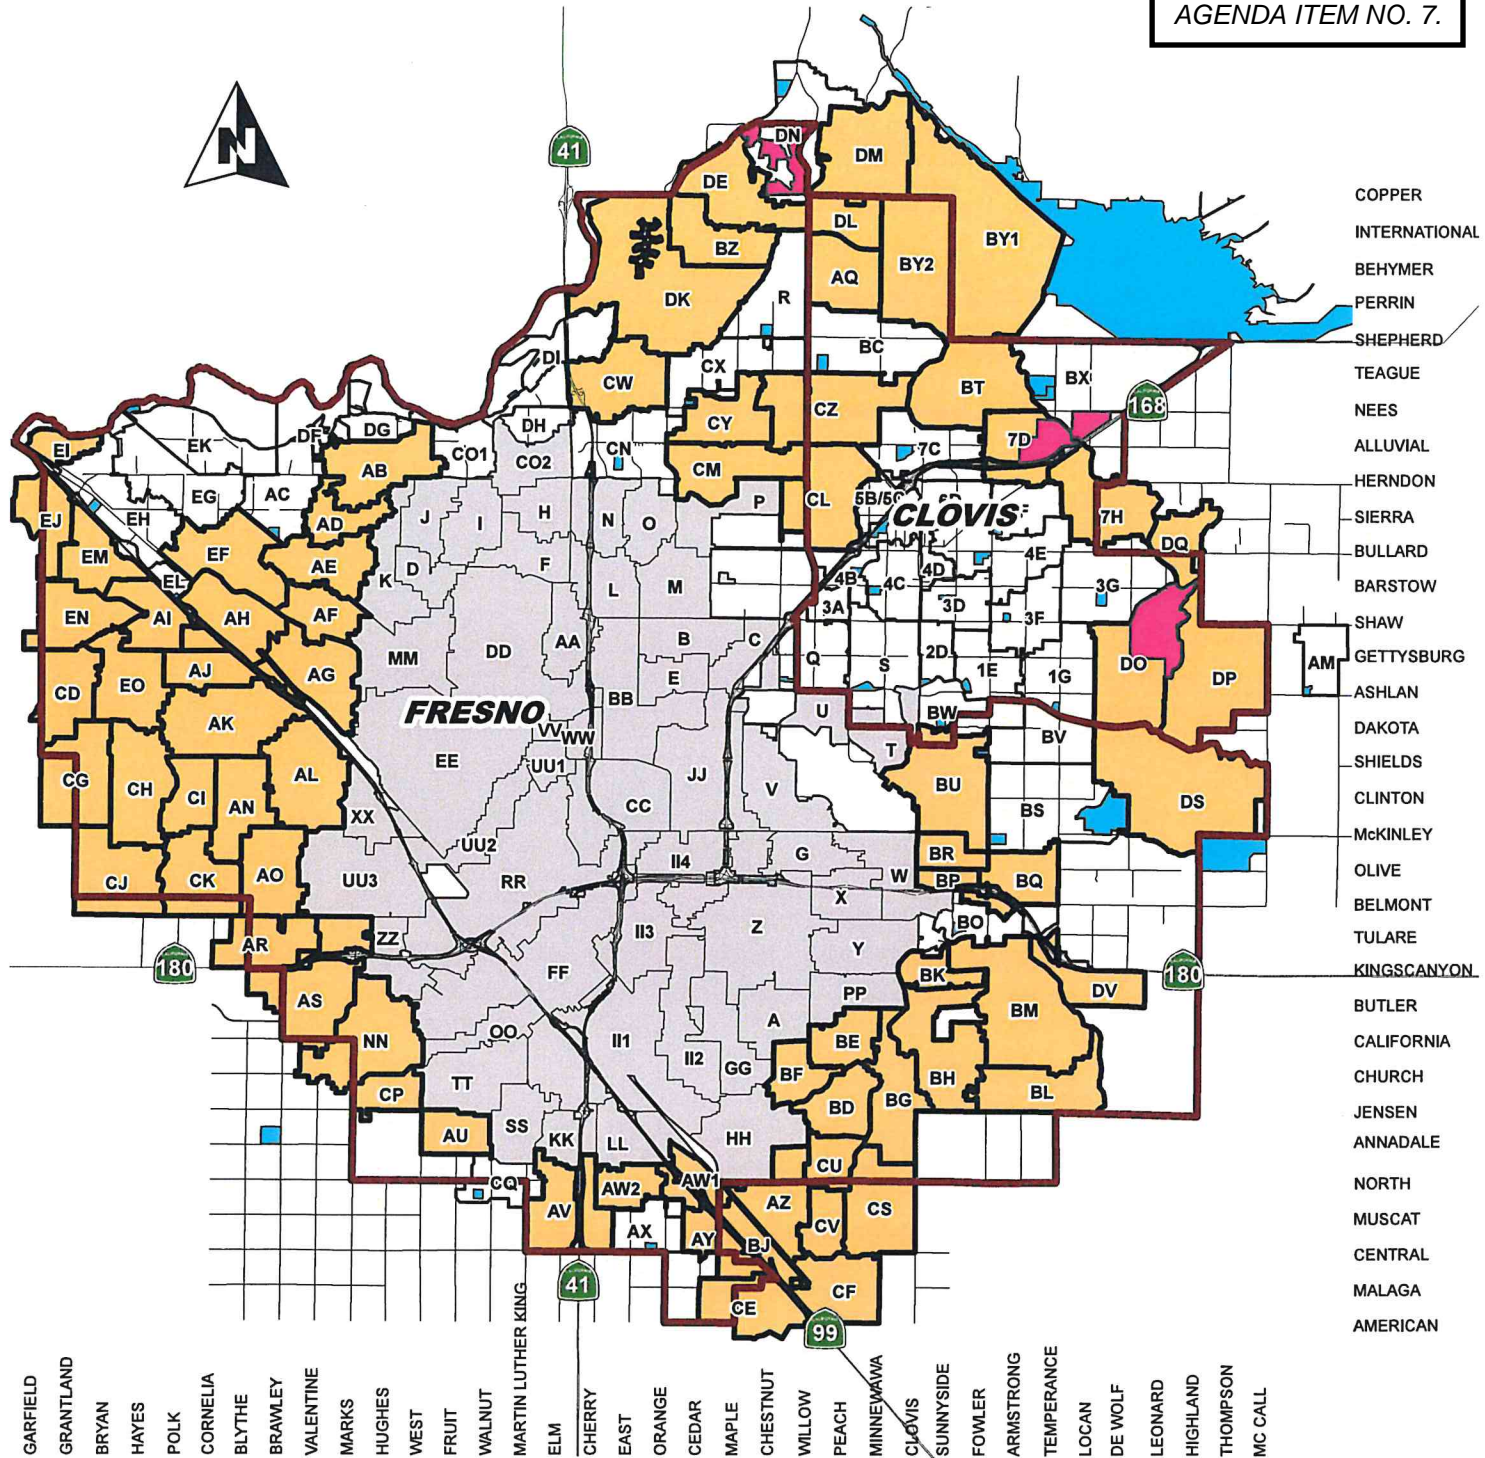 AGENDA ITEM NO. 7.
N
41
DN
DM
DE
COPPER
DL
INTERNATIONAL
BZ
BY1
BY2
BEHYMER
AQ
DK
R
PERRIN
SHEPHERD
BC
DI
CX
TEAGUE
CW
BT
BX
168
NEES
CZ
CY
DH
DG
DF
EK
EI
7D
ALLUVIAL
CN
7C
CO1
CO2
AB
CM
HERNDON
EG
AC
P
CL
5B/5C
CLOVIS
7H
SIERRA
EJ
EH
AD
J
I
H
N
O
DQ
BULLARD
EM
EF
AE
K
D
F
4E
EL
L
M
4B
4C
4D
3G
BARSTOW
EN
AI
AH
AF
3A
3D
3F
SHAW
AA
B
C
MM
DD
Q
S
2D
1E
1G
DO
DP
AM
GETTYSBURG
CD
EO
AJ
AG
E
ASHLAN
FRESNO
BB
U
BW
AK
VV
WW
T
BV
DAKOTA
EE
UU1
JJ
SHIELDS
CG
CH
CI
AN
AL
V
BU
CLINTON
XX
CC
BS
DS
McKINLEY
UU2
II4
G
BR
OLIVE
CJ
CK
AO
UU3
RR
W
BP
BQ
X
BELMONT
II3
Z
BO
TULARE
AR
ZZ
Y
180
FF
BK
180
KINGSCANYON
AS
PP
DV
BUTLER
OO
A
BM
NN
II1
BE
CALIFORNIA
II2
GG
BF
BH
CHURCH
TT
CP
BL
BG
BD
JENSEN
SS
AU
KK
LL
HH
ANNADALE
CU
CQ
AW2
AW1
NORTH
AV
AZ
CV
CS
MUSCAT
AX
AY
BJ
CENTRAL
41
CE
CF
MALAGA
99
AMERICAN
GARFIELD
GRANTLAND
BRYAN
HAYES
POLK
CORNELIA
BLYTHE
BRAWLEY
VALENTINE
MARKS
HUGHES
WEST
FRUIT
WALNUT
MARTIN LUTHER KING
ELM
CHERRY
EAST
ORANGE
CEDAR
MAPLE
CHESTNUT
WILLOW
PEACH
MINNEWAWA
CLOVIS
SUNNYSIDE
FOWLER
ARMSTRONG
TEMPERANCE
LOCAN
DE WOLF
LEONARD
HIGHLAND
THOMPSON
MC CALL